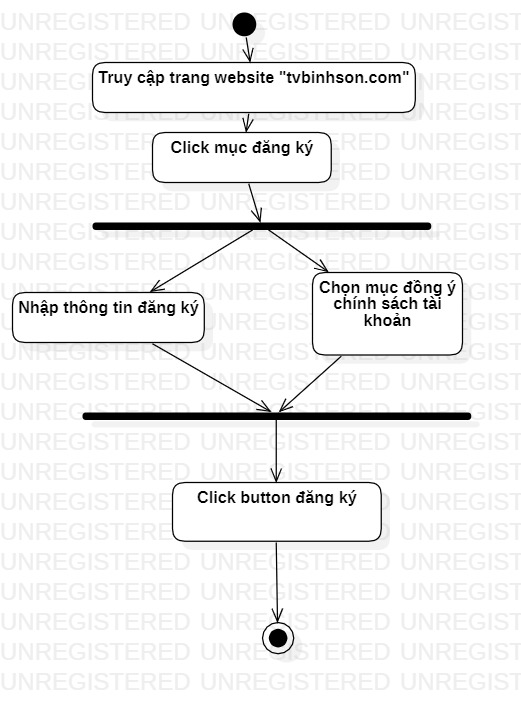 Truy cập trang website "tvbinhson.com"
Click mục đăng ký
Nhập thông tin đăng ký
Chọn mục đồng ý
chính sách tài
khoản
Click button đăng ký
UNREGISTERED